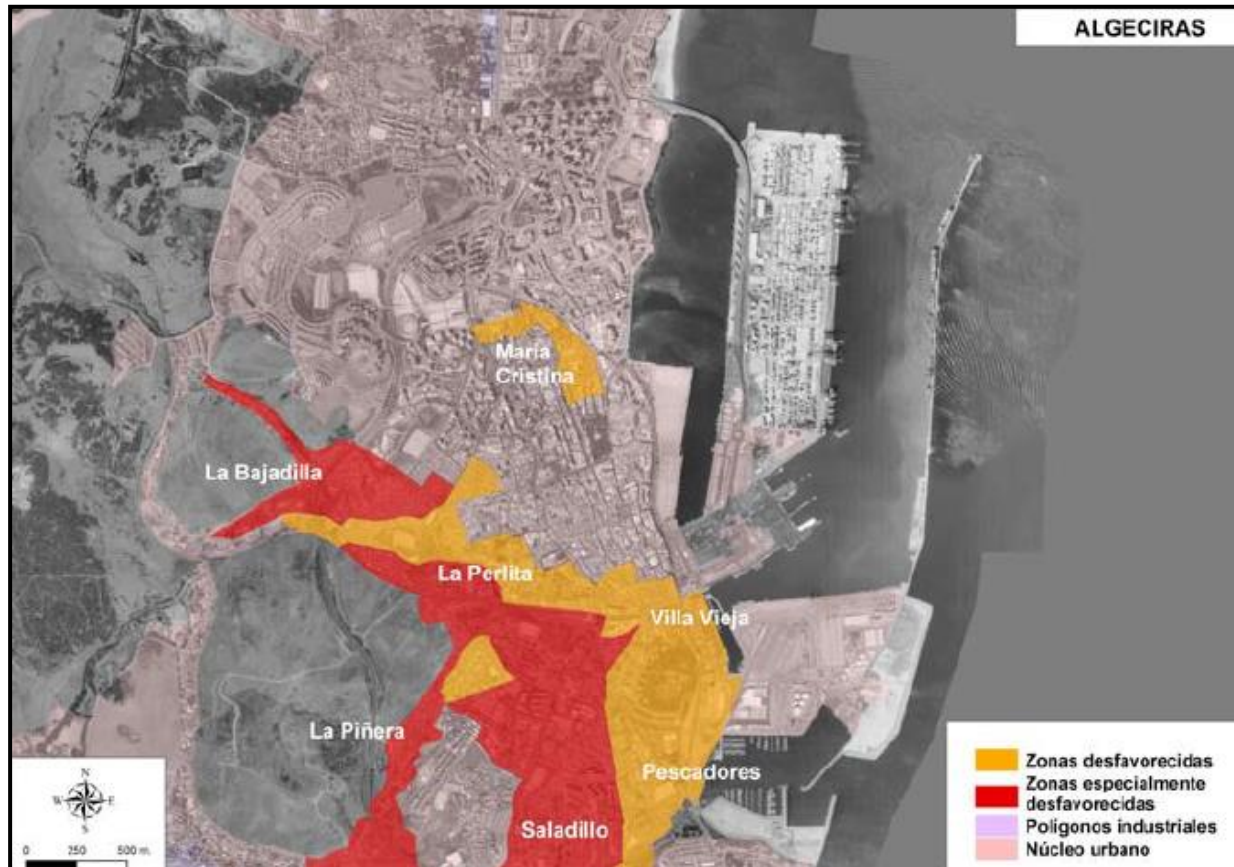 ALGECIRAS
María
Cristina
La Bajadilla
La Perlita
Villa Vieja
La Piñera
Pescadores
Saladillo
N
W E
S
0 250 500 m.
Zonas desfavorecidas
Zonas especialmente
desfavorecidas
Poligonos industriales
Núcleo urbano